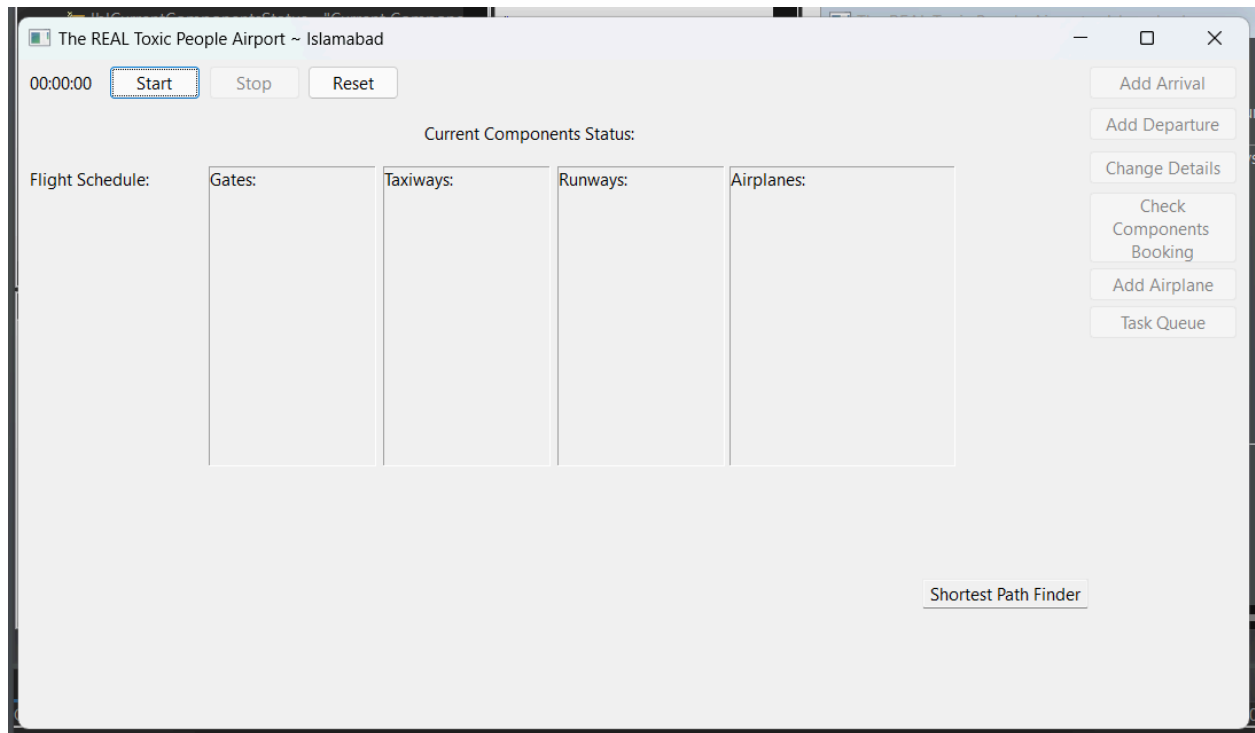 The REAL Toxic People Airport ~ Islamabad
00:00:00 Start Stop Reset
Add Arrival
Add Departure
Current Components Status:
Change Details
Flight Schedule: Gates: Taxiways: Runways: Airplanes:
Check
Components
Booking
Add Airplane
Task Queue
Shortest Path Finder